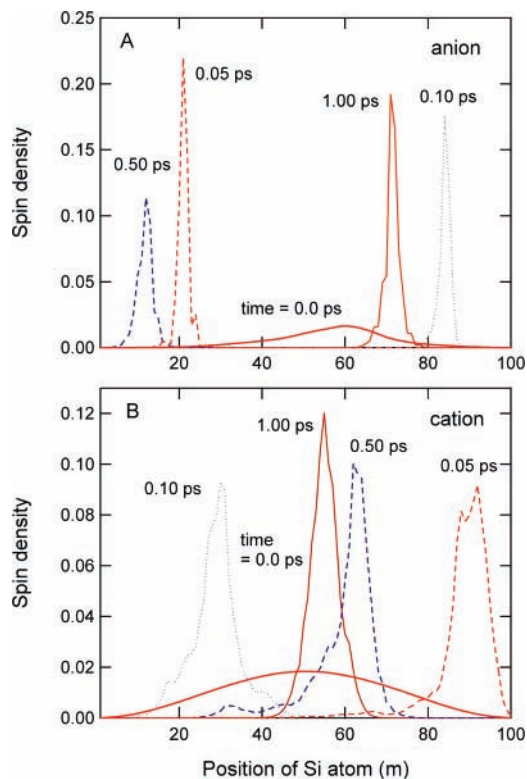 0.25
A
anion
0.05 ps
0.20
1.00 ps
0.10 ps
0.50 ps
0.15
Spin density
0.10
0.05
time = 0.0 ps
0.00
20
40
60
80
100
B
cation
0.12
1.00 ps
0.50 ps
0.05 ps
0.10
0.10 ps
0.08
time
= 0.0 ps
Spin density
0.06
0.04
0.02
0.00
20
40
60
80
100
Position of Si atom (m)